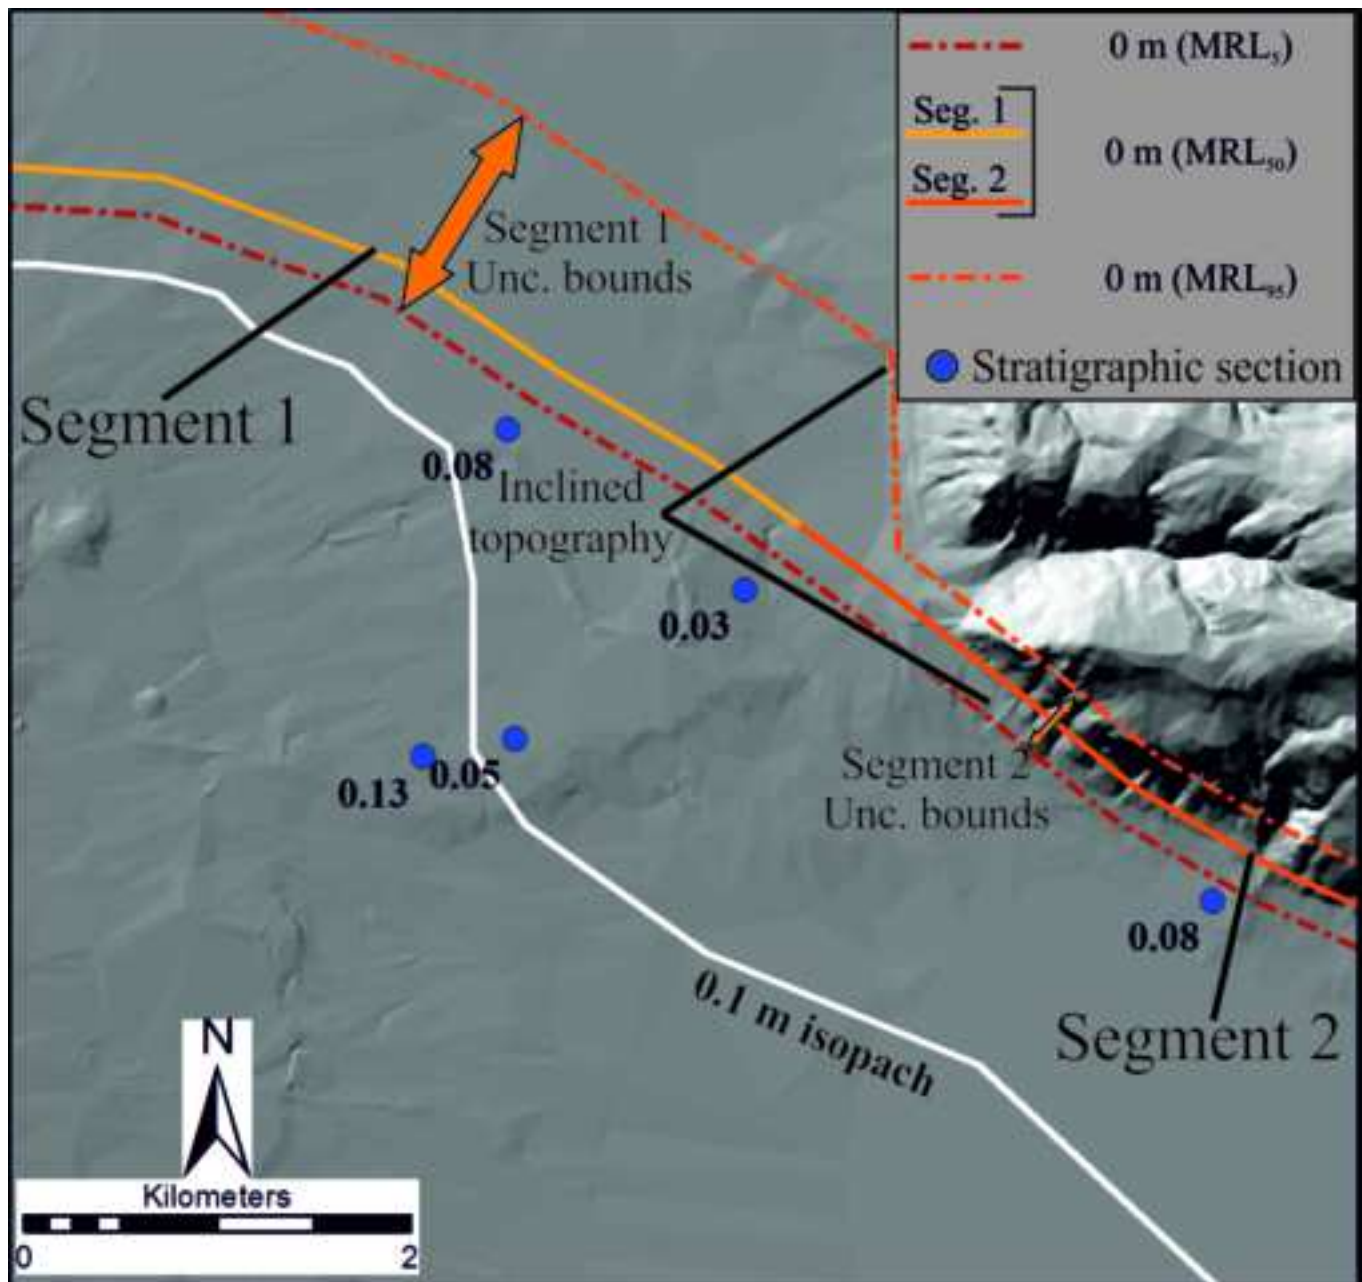 0 m (MRL₅)
Seg. 1
0 m (MRL₅₀)
Seg. 2
0 m (MRL₉₅)
Stratigraphic section
Segment 1
Unc. bounds
Segment 1
0.08
Inclined
topography
0.03
0.13
0.05
Segment 2
Unc. bounds
0.08
0.1 m isopach
Segment 2
N
Kilometers
0 2